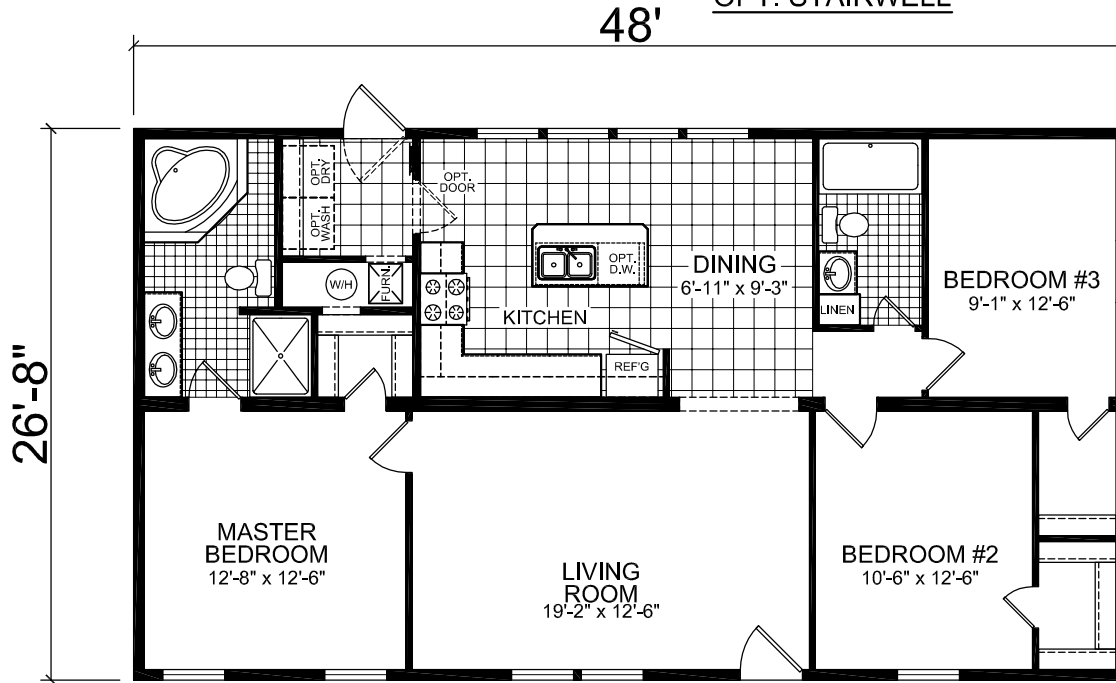 OPT. STAIRWELL
48'
26'-8"
OPT.
DRY
OPT.
WASH
OPT.
DOOR
W/H
FURN.
OPT.
D.W.
KITCHEN
DINING
6'-11" x 9'-3"
REF'G
LINEN
BEDROOM #3
9'-1" x 12'-6"
MASTER
BEDROOM
12'-8" x 12'-6"
LIVING
ROOM
19'-2" x 12'-6"
BEDROOM #2
10'-6" x 12'-6"